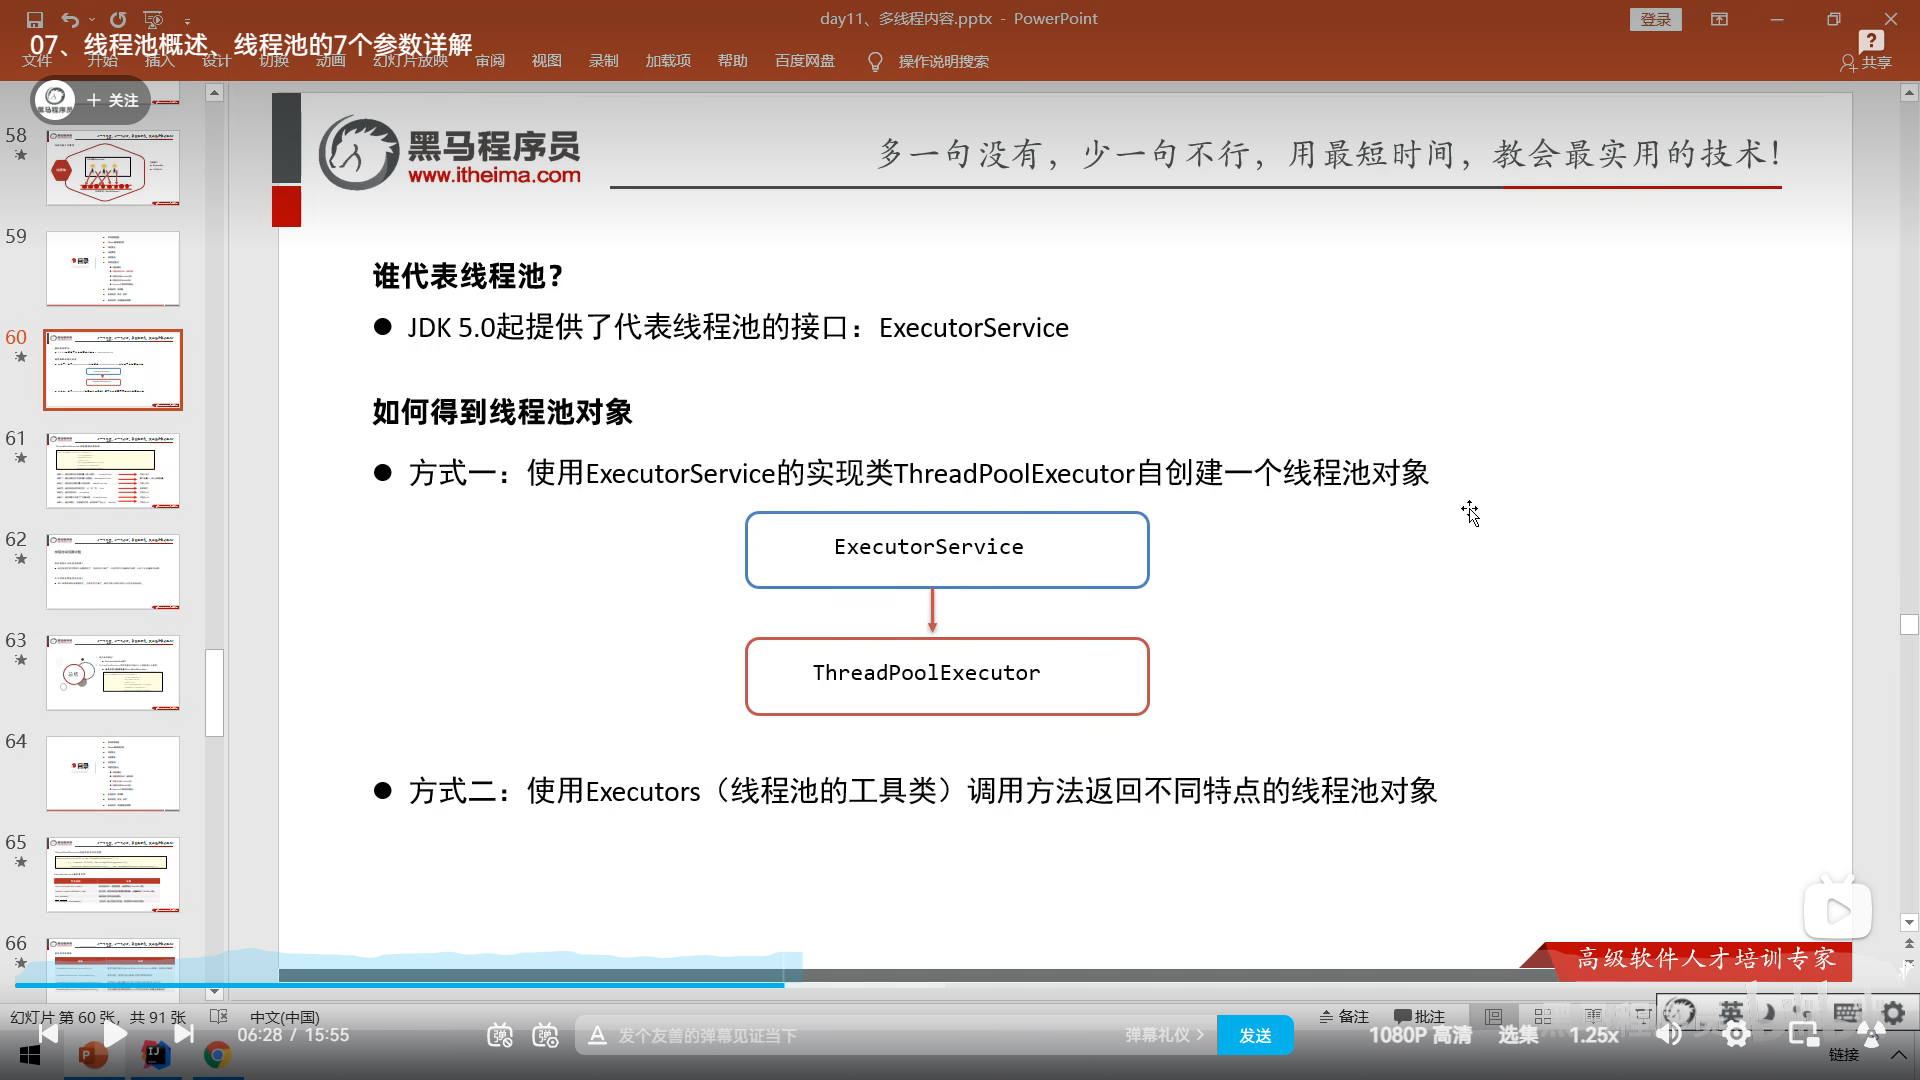 day11、多线程内容.pptx - PowerPoint
登录
07、线程池概述、线程池的7个参数详解
文件 开始 插入 设计 切换 动画 幻灯片放映 审阅 视图 录制 加载项 帮助 百度网盘 操作说明搜索
共享
+ 关注
黑马程序员
www.itheima.com
多一句没有，少一句不行，用最短时间，教会最实用的技术！
58
59
60
61
62
63
64
65
66
目录
总结
目录
谁代表线程池？
● JDK 5.0起提供了代表线程池的接口：ExecutorService
如何得到线程池对象
● 方式一：使用ExecutorService的实现类ThreadPoolExecutor自创建一个线程池对象
ExecutorService
ThreadPoolExecutor
● 方式二：使用Executors（线程池的工具类）调用方法返回不同特点的线程池对象
高级软件人才培训专家
幻灯片 第 60 张，共 91 张 中文(中国)
备注 批注
英
06:28 / 15:55
弹 弹
A 发个友善的弹幕见证当下
弹幕礼仪 >
发送
1080P 高清 选集 1.25x
链接